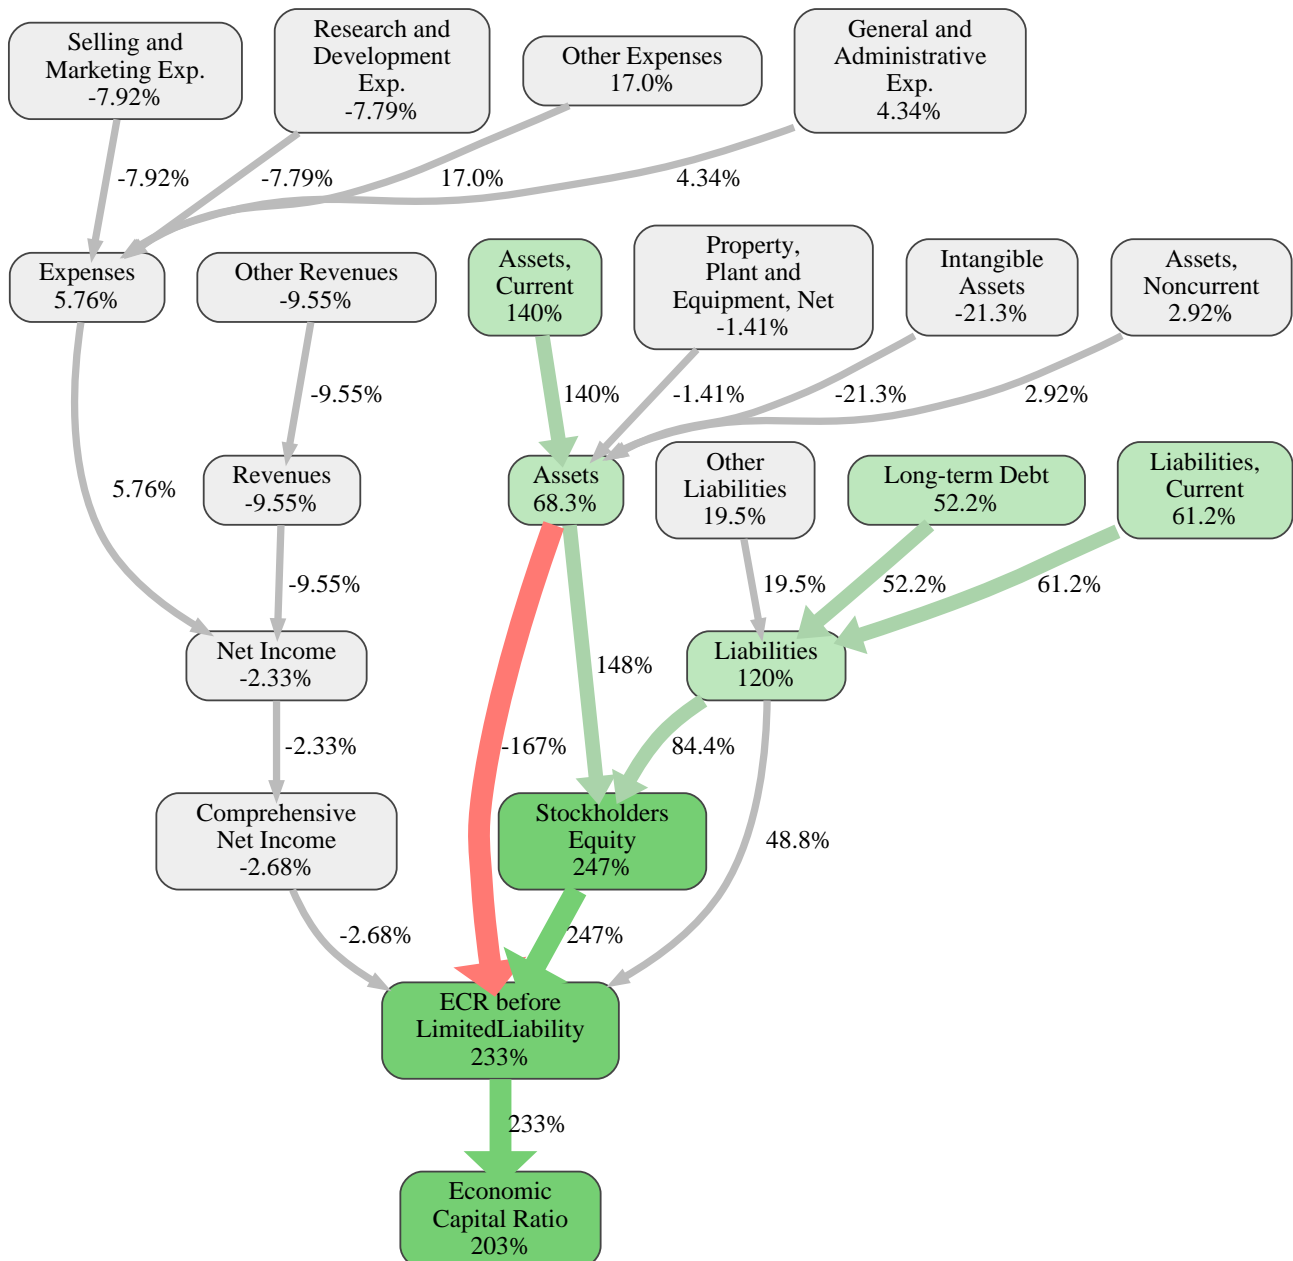 Selling and
Marketing Exp.
-7.92%
Research and
Development
Exp.
-7.79%
Other Expenses
17.0%
General and
Administrative
Exp.
4.34%
-7.92%
-7.79%
17.0%
4.34%
Expenses
5.76%
Other Revenues
-9.55%
Assets,
Current
140%
Property,
Plant and
Equipment, Net
-1.41%
Intangible
Assets
-21.3%
Assets,
Noncurrent
2.92%
-9.55%
140%
-1.41%
-21.3%
2.92%
5.76%
Revenues
-9.55%
Assets
68.3%
Other
Liabilities
19.5%
Long-term Debt
52.2%
Liabilities,
Current
61.2%
-9.55%
19.5%
52.2%
61.2%
Net Income
-2.33%
148%
Liabilities
120%
-2.33%
-167%
84.4%
Comprehensive
Net Income
-2.68%
Stockholders
Equity
247%
48.8%
-2.68%
247%
ECR before
LimitedLiability
233%
233%
Economic
Capital Ratio
203%